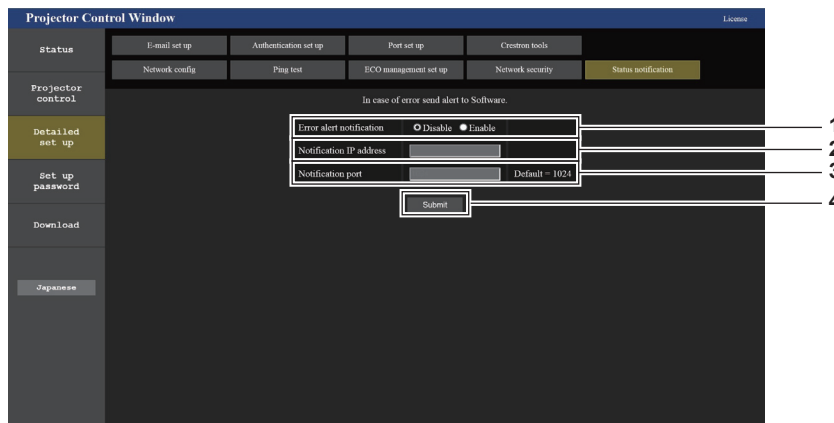 Projector Control Window License
Status
E-mail set up Authentication set up Port set up Crestron tools
Network config Ping test ECO management set up Network security Status notification
Projector
control
In case of error send alert to Software.
Detailed
set up
Error alert notification Disable Enable 1
Notification IP address 2
Notification port Default = 1024 3
Set up
password
Submit 4
Download
Japanese